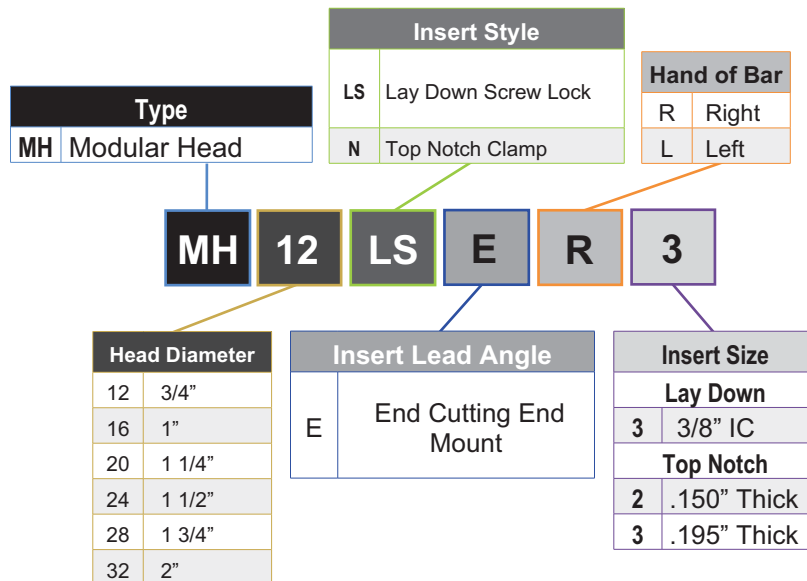 Insert Style
LS Lay Down Screw Lock
N Top Notch Clamp
Hand of Bar
R Right
L Left
Type
MH Modular Head
MH 12 LS E R 3
Head Diameter
12 3/4”
16 1”
20 1 1/4”
24 1 1/2”
28 1 3/4”
32 2”
Insert Lead Angle
E End Cutting End
Mount
Insert Size
Lay Down
3 3/8” IC
Top Notch
2 .150” Thick
3 .195” Thick